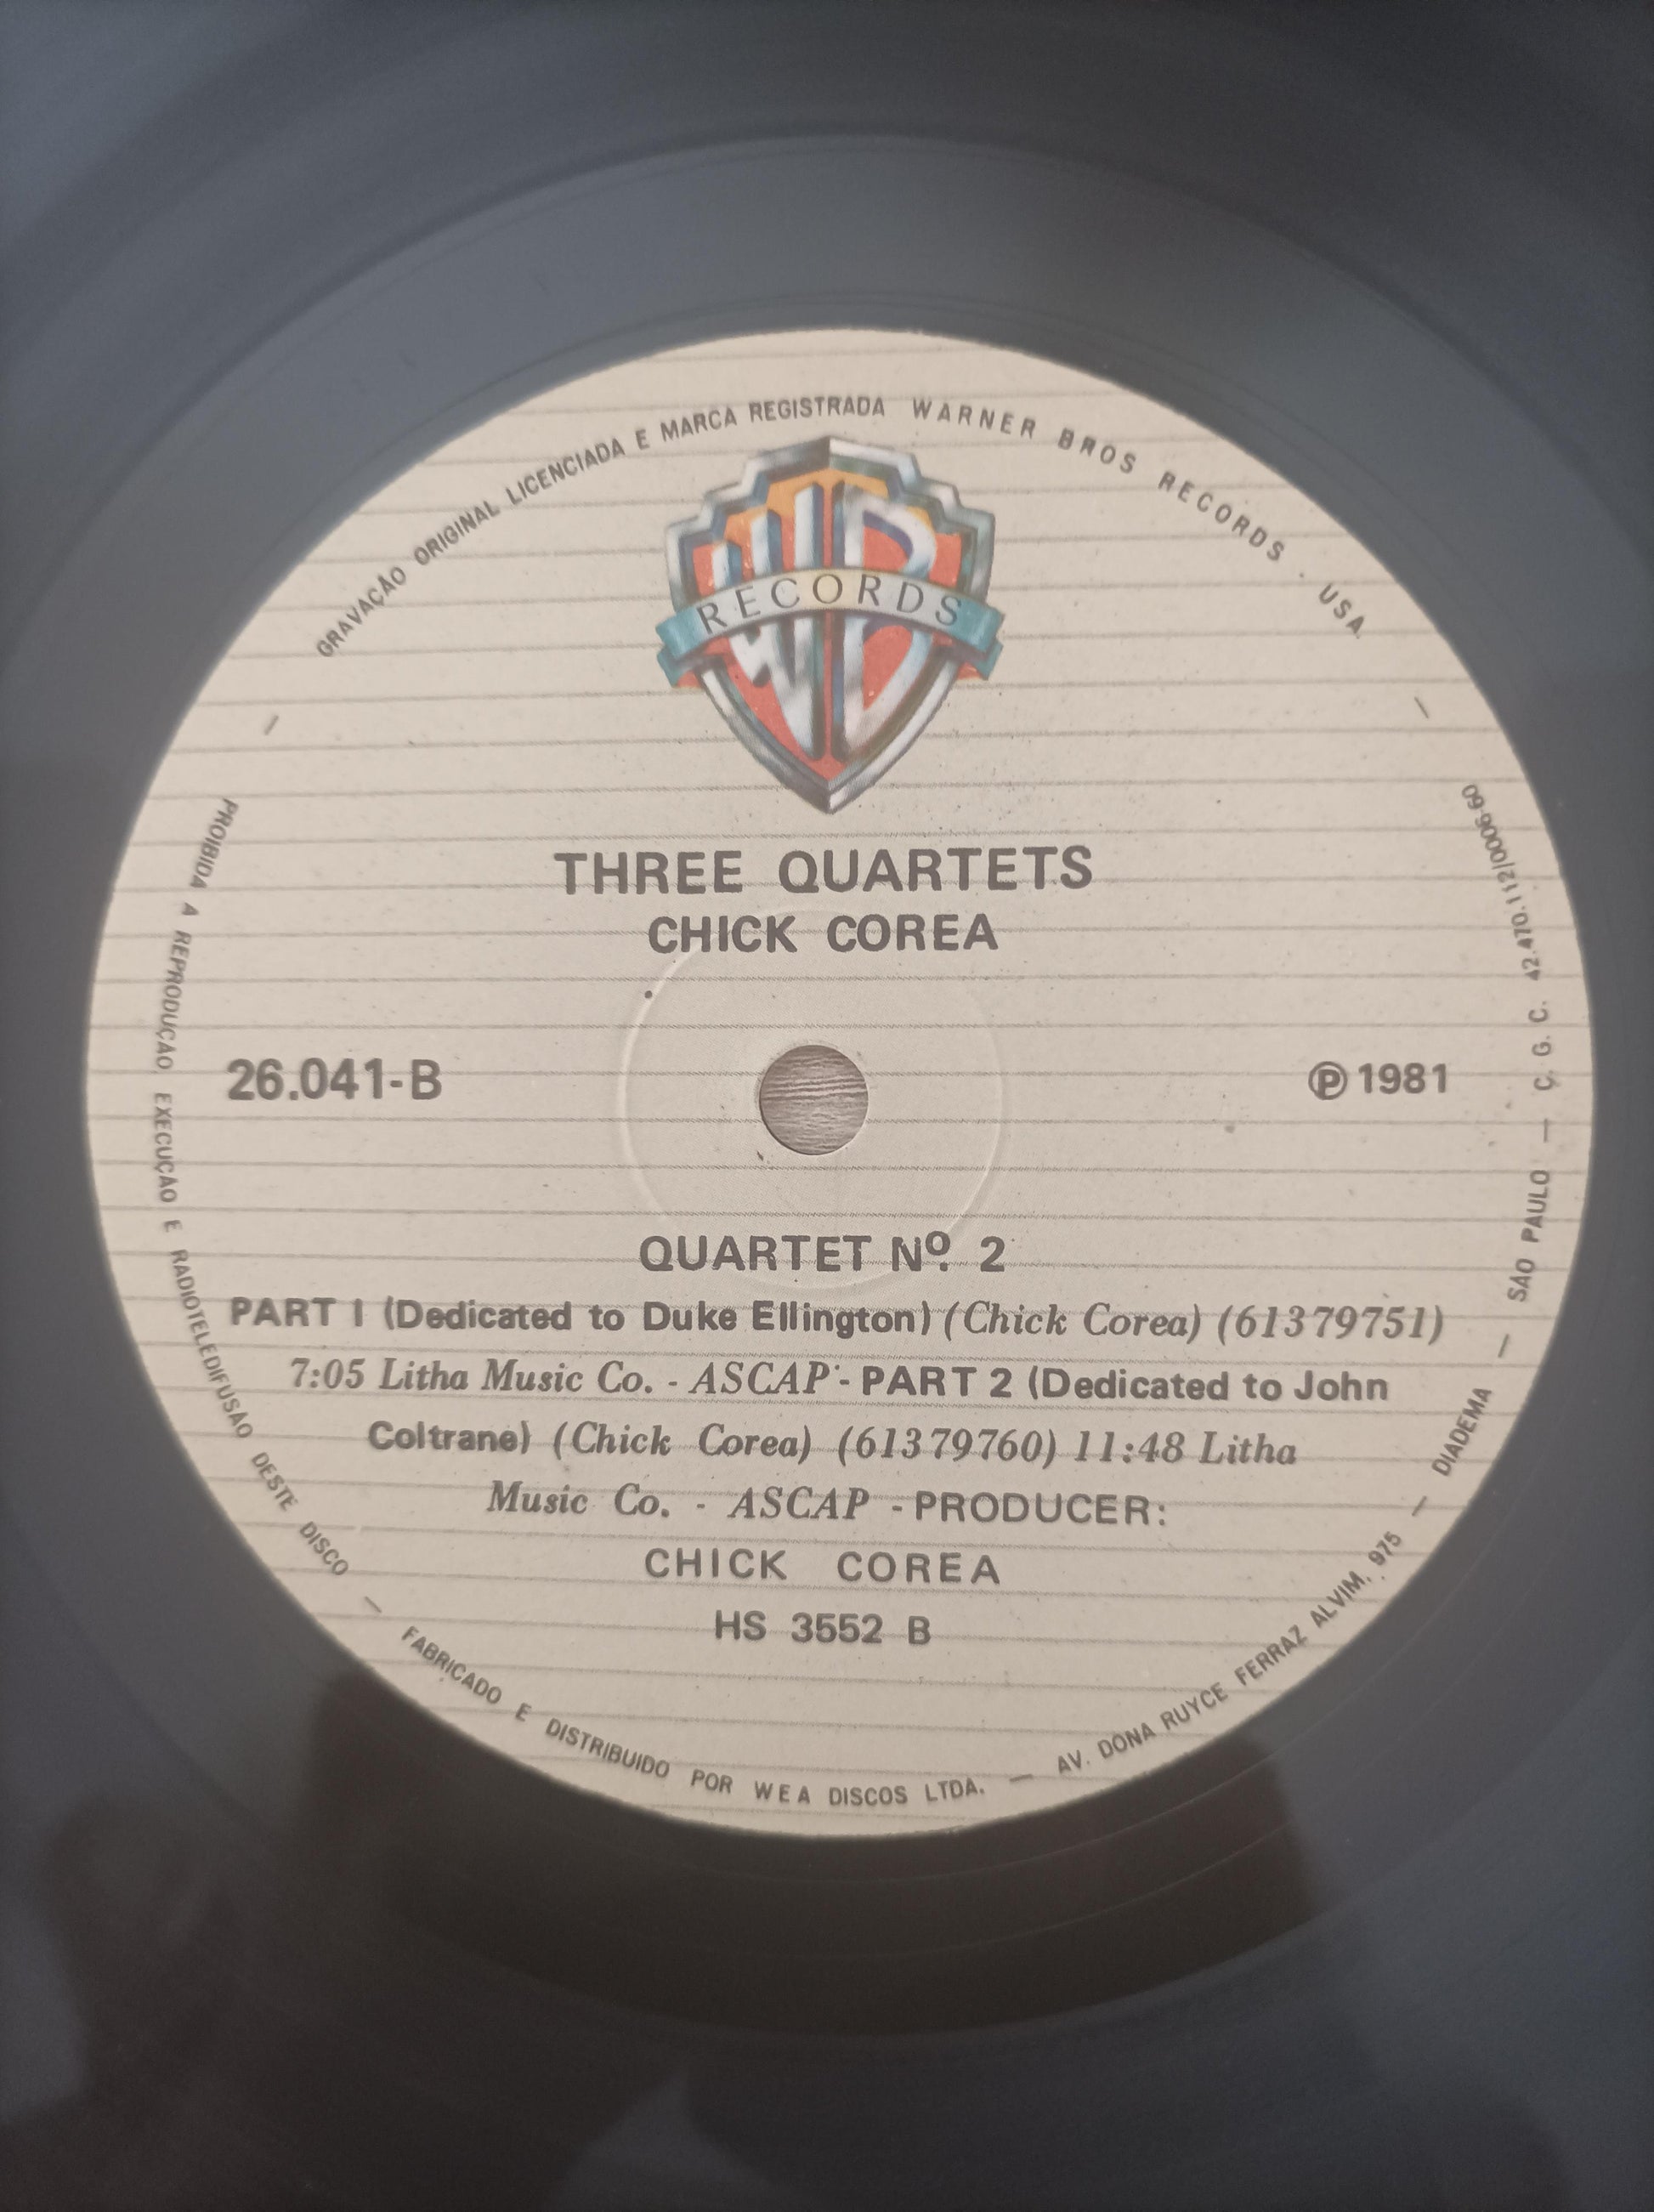 GRAVAÇÃO ORIGINAL LICENCIADA E MARCA REGISTRADA WARNER BROS RECORDS · USA.
WB
RECORDS
THREE QUARTETS
CHICK COREA
26.041-B
℗ 1981
QUARTET Nº. 2
PART I (Dedicated to Duke Ellington) (Chick Corea) (61379751)
7:05 Litha Music Co. - ASCAP - PART 2 (Dedicated to John
Coltrane) (Chick Corea) (61379760) 11:48 Litha
Music Co. - ASCAP - PRODUCER:
CHICK COREA
HS 3552 B
PROIBIDA A REPRODUÇÃO, EXECUÇÃO E RADIOTELEDIFUSÃO DESTE DISCO — FABRICADO E DISTRIBUIDO POR WEA DISCOS LTDA. — AV. DONA RUYCE FERRAZ ALVIM, 975 — DIADEMA — SÃO PAULO — C. G. C. 42.470.112/0006-60